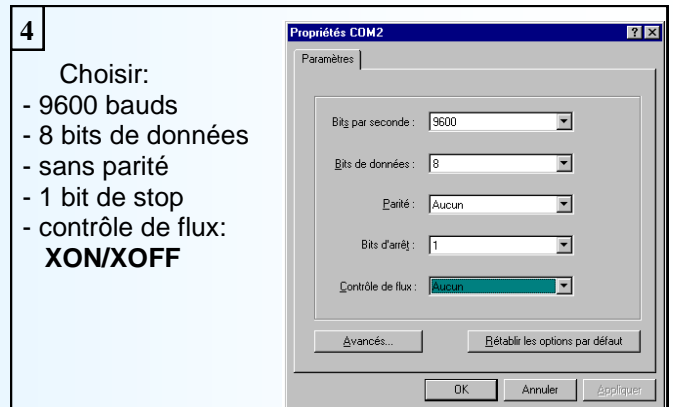 4
Choisir:
- 9600 bauds
- 8 bits de données
- sans parité
- 1 bit de stop
- contrôle de flux:
XON/XOFF
Propriétés COM2
Paramètres
Bits par seconde : 9600
Bits de données : 8
Parité : Aucun
Bits d'arrêt : 1
Contrôle de flux : Aucun
Avancés... Rétablir les options par défaut
OK Annuler Appliquer